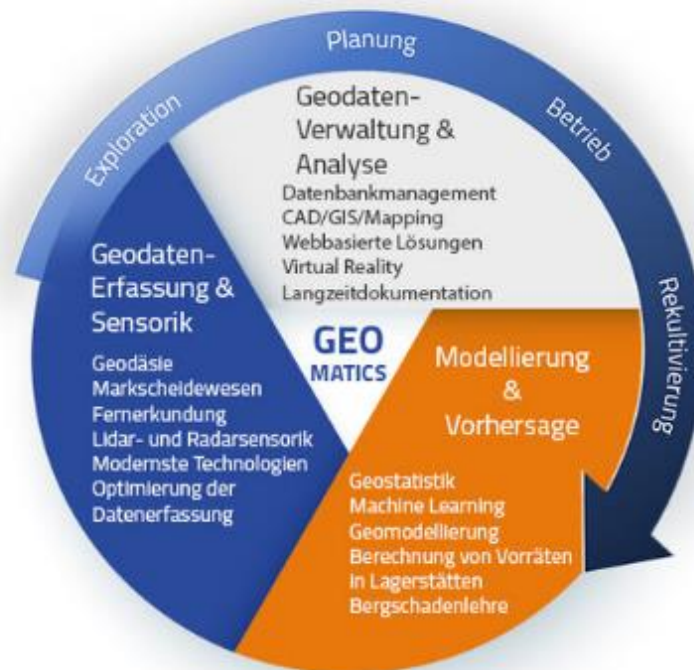 Exploration
Planung
Betrieb
Rekultivierung
Geodaten-
Verwaltung &
Analyse
Datenbankmanagement
CAD/GIS/Mapping
Webbasierte Lösungen
Virtual Reality
Langzeitdokumentation
Geodaten-
Erfassung &
Sensorik
Geodäsie
Markscheidewesen
Fernerkundung
Lidar- und Radarsensorik
Modernste Technologien
Optimierung der
Datenerfassung
GEO
MATICS
Modellierung
&
Vorhersage
Geostatistik
Machine Learning
Geomodellierung
Berechnung von Vorräten
in Lagerstätten
Bergschadenlehre